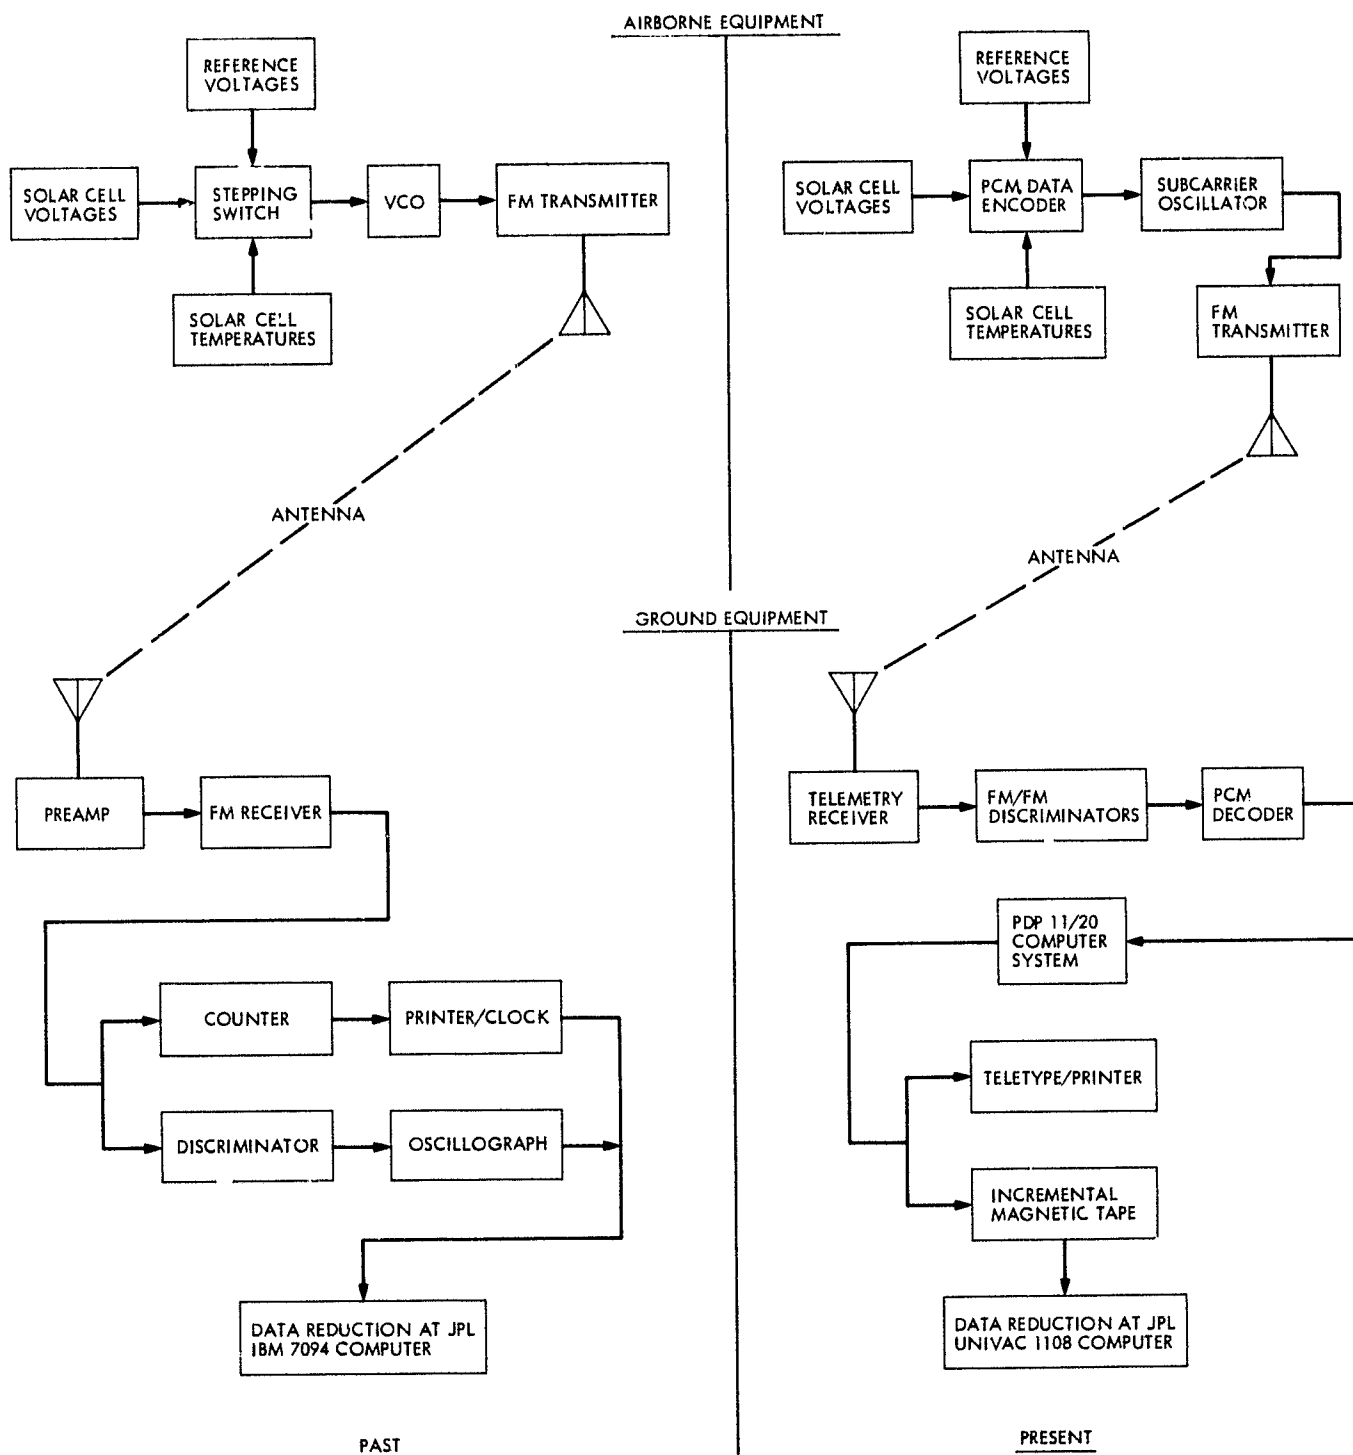 AIRBORNE EQUIPMENT
REFERENCE
VOLTAGES
SOLAR CELL
VOLTAGES
STEPPING
SWITCH
VCO
FM TRANSMITTER
SOLAR CELL
TEMPERATURES
ANTENNA
REFERENCE
VOLTAGES
SOLAR CELL
VOLTAGES
PCM DATA
ENCODER
SUBCARRIER
OSCILLATOR
SOLAR CELL
TEMPERATURES
FM
TRANSMITTER
ANTENNA
GROUND EQUIPMENT
PREAMP
FM RECEIVER
COUNTER
PRINTER/CLOCK
DISCRIMINATOR
OSCILLOGRAPH
DATA REDUCTION AT JPL
IBM 7094 COMPUTER
PAST
TELEMETRY
RECEIVER
FM/FM
DISCRIMINATORS
PCM
DECODER
PDP 11/20
COMPUTER
SYSTEM
TELETYPE/PRINTER
INCREMENTAL
MAGNETIC TAPE
DATA REDUCTION AT JPL
UNIVAC 1108 COMPUTER
PRESENT